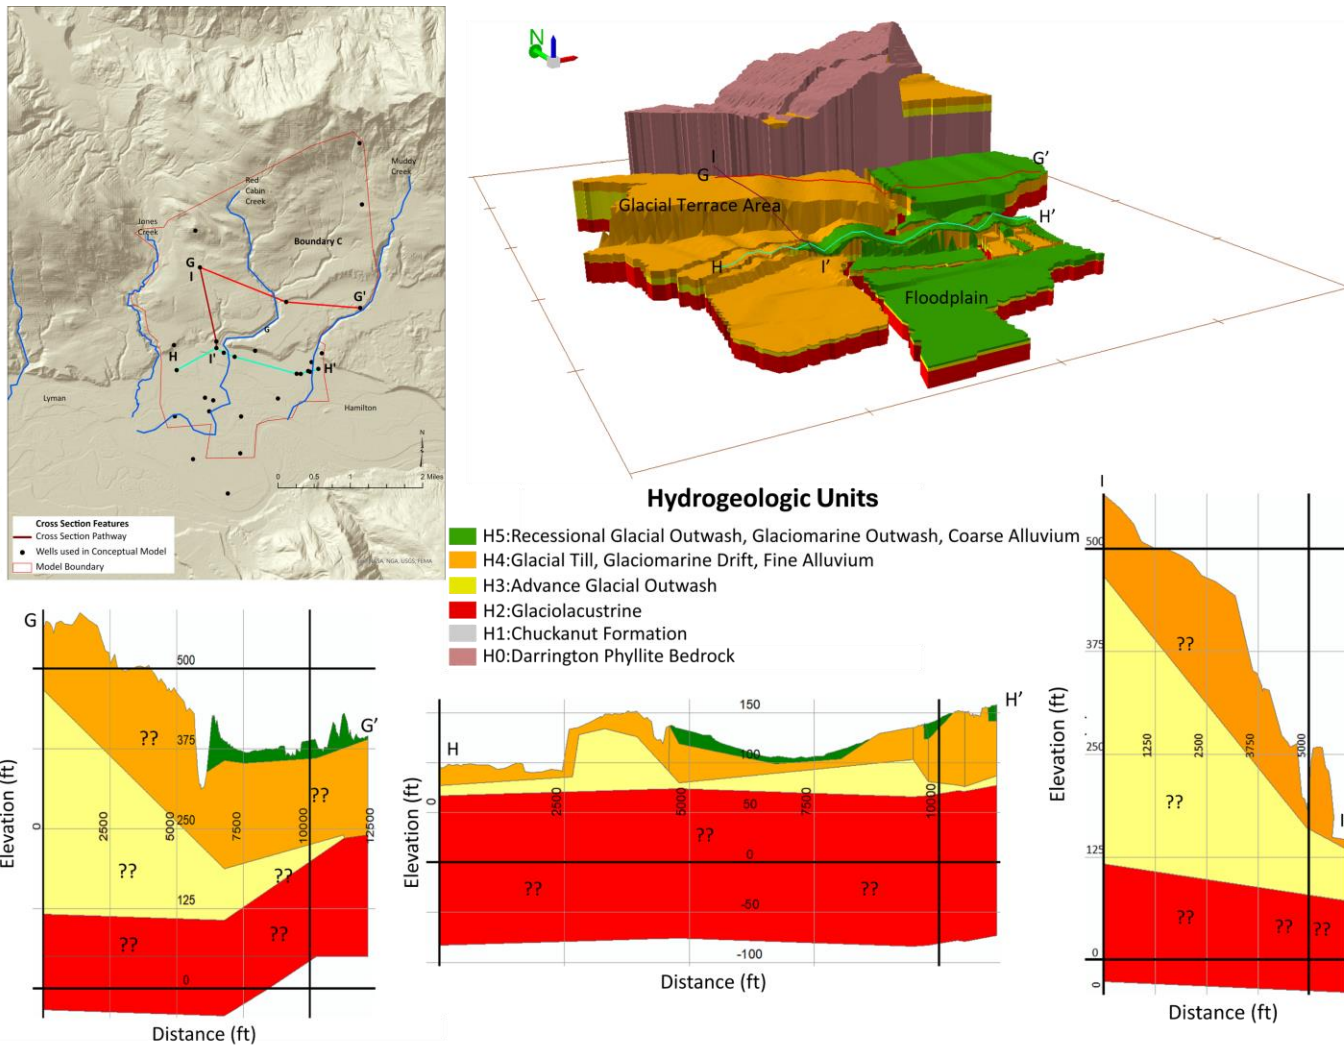 Muddy
Creek
Red
Cabin
Creek
Jones
Creek
Boundary C
G
I
G'
G
H
I'
H'
Lyman
Hamilton
N
0 0.5 1 2 Miles
Cross Section Features
Cross Section Pathway
Wells used in Conceptual Model
Model Boundary
N
I
G
G'
Glacial Terrace Area
H'
H
I'
Floodplain
Hydrogeologic Units
H5:Recessional Glacial Outwash, Glaciomarine Outwash, Coarse Alluvium
H4:Glacial Till, Glaciomarine Drift, Fine Alluvium
H3:Advance Glacial Outwash
H2:Glaciolacustrine
H1:Chuckanut Formation
H0:Darrington Phyllite Bedrock
G
500
G'
??
375
??
250
0
2500
5000
7500
10000
12500
??
??
125
??
??
0
Elevation (ft)
Distance (ft)
H'
150
H
100
0
2500
5000
50
7500
10000
??
0
??
??
-50
-100
Elevation (ft)
Distance (ft)
I
500
??
375
250
1250
2500
3750
5000
??
125
??
??
??
0
0
Elevation (ft)
Distance (ft)